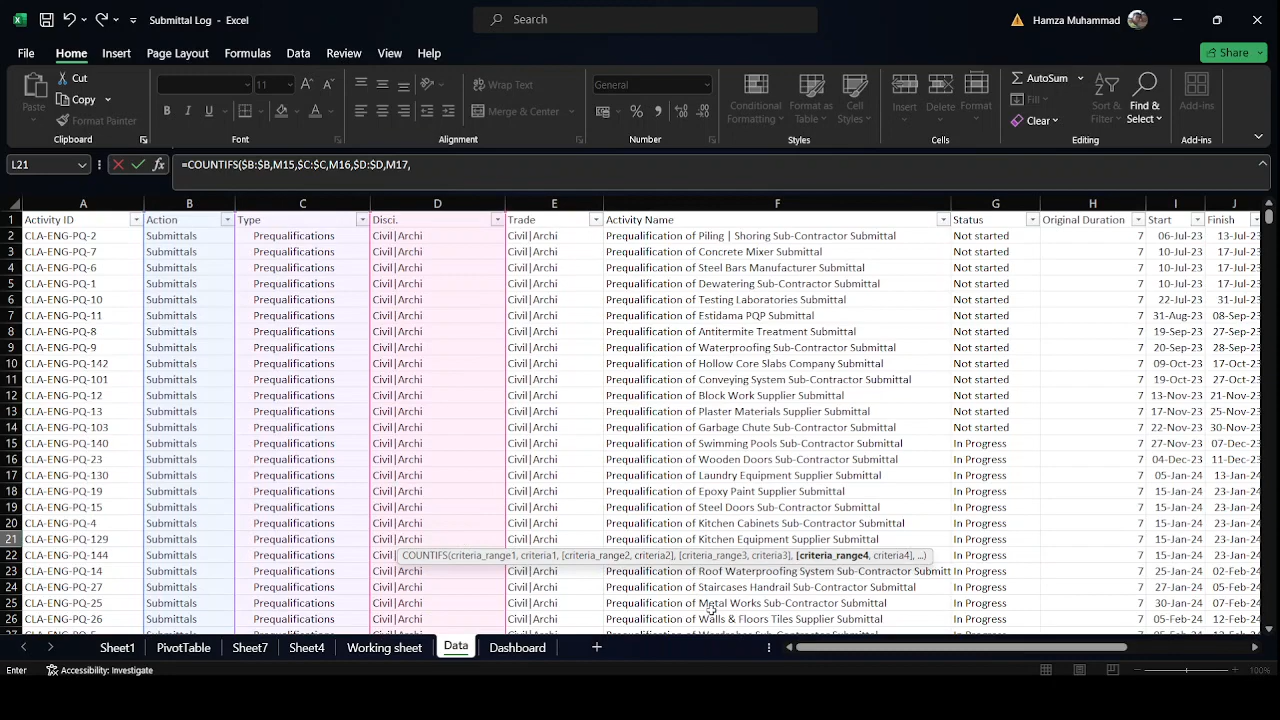 Submittal Log - Excel
Search
Hamza Muhammad
File Home Insert Page Layout Formulas Data Review View Help
Share
Paste
Cut
Copy
Format Painter
Clipboard
11
Font
Wrap Text
Merge & Center
Alignment
General
Number
Conditional Formatting
Format as Table
Cell Styles
Styles
Insert
Delete
Format
Cells
AutoSum
Fill
Clear
Sort & Filter
Find & Select
Editing
Add-ins
Add-ins
L21 =COUNTIFS($B:$B,M15,$C:$C,M16,$D:$D,M17,
A B C D E F G H I J
1 Activity ID Action Type Disci. Trade Activity Name Status Original Duration Start Finish
2 CLA-ENG-PQ-2 Submittals Prequalifications Civil|Archi Civil|Archi Prequalification of Piling | Shoring Sub-Contractor Submittal Not started 7 06-Jul-23 13-Jul-23
3 CLA-ENG-PQ-7 Submittals Prequalifications Civil|Archi Civil|Archi Prequalification of Concrete Mixer Submittal Not started 7 10-Jul-23 17-Jul-23
4 CLA-ENG-PQ-6 Submittals Prequalifications Civil|Archi Civil|Archi Prequalification of Steel Bars Manufacturer Submittal Not started 7 10-Jul-23 17-Jul-23
5 CLA-ENG-PQ-1 Submittals Prequalifications Civil|Archi Civil|Archi Prequalification of Dewatering Sub-Contractor Submittal Not started 7 10-Jul-23 17-Jul-23
6 CLA-ENG-PQ-10 Submittals Prequalifications Civil|Archi Civil|Archi Prequalification of Testing Laboratories Submittal Not started 7 22-Jul-23 31-Jul-23
7 CLA-ENG-PQ-11 Submittals Prequalifications Civil|Archi Civil|Archi Prequalification of Estidama PQP Submittal Not started 7 31-Aug-23 08-Sep-23
8 CLA-ENG-PQ-8 Submittals Prequalifications Civil|Archi Civil|Archi Prequalification of Antitermite Treatment Submittal Not started 7 19-Sep-23 27-Sep-23
9 CLA-ENG-PQ-9 Submittals Prequalifications Civil|Archi Civil|Archi Prequalification of Waterproofing Sub-Contractor Submittal Not started 7 20-Sep-23 28-Sep-23
10 CLA-ENG-PQ-142 Submittals Prequalifications Civil|Archi Civil|Archi Prequalification of Hollow Core Slabs Company Submittal Not started 7 09-Oct-23 17-Oct-23
11 CLA-ENG-PQ-101 Submittals Prequalifications Civil|Archi Civil|Archi Prequalification of Conveying System Sub-Contractor Submittal Not started 7 19-Oct-23 27-Oct-23
12 CLA-ENG-PQ-12 Submittals Prequalifications Civil|Archi Civil|Archi Prequalification of Block Work Supplier Submittal Not started 7 13-Nov-23 21-Nov-23
13 CLA-ENG-PQ-13 Submittals Prequalifications Civil|Archi Civil|Archi Prequalification of Plaster Materials Supplier Submittal Not started 7 17-Nov-23 25-Nov-23
14 CLA-ENG-PQ-103 Submittals Prequalifications Civil|Archi Civil|Archi Prequalification of Garbage Chute Sub-Contractor Submittal Not started 7 22-Nov-23 30-Nov-23
15 CLA-ENG-PQ-140 Submittals Prequalifications Civil|Archi Civil|Archi Prequalification of Swimming Pools Sub-Contractor Submittal In Progress 7 27-Nov-23 07-Dec-23
16 CLA-ENG-PQ-23 Submittals Prequalifications Civil|Archi Civil|Archi Prequalification of Wooden Doors Sub-Contractor Submittal In Progress 7 04-Dec-23 11-Dec-23
17 CLA-ENG-PQ-130 Submittals Prequalifications Civil|Archi Civil|Archi Prequalification of Laundry Equipment Supplier Submittal In Progress 7 05-Jan-24 13-Jan-24
18 CLA-ENG-PQ-19 Submittals Prequalifications Civil|Archi Civil|Archi Prequalification of Epoxy Paint Supplier Submittal In Progress 7 15-Jan-24 23-Jan-24
19 CLA-ENG-PQ-15 Submittals Prequalifications Civil|Archi Civil|Archi Prequalification of Steel Doors Sub-Contractor Submittal In Progress 7 15-Jan-24 23-Jan-24
20 CLA-ENG-PQ-4 Submittals Prequalifications Civil|Archi Civil|Archi Prequalification of Kitchen Cabinets Sub-Contractor Submittal In Progress 7 15-Jan-24 23-Jan-24
21 CLA-ENG-PQ-129 Submittals Prequalifications Civil|Archi Civil|Archi Prequalification of Kitchen Equipment Supplier Submittal In Progress 7 15-Jan-24 23-Jan-24
22 CLA-ENG-PQ-144 Submittals Prequalifications COUNTIFS(criteria_range1, criteria1, [criteria_range2, criteria2], [criteria_range3, criteria3], [criteria_range4, criteria4], ...) In Progress 7 15-Jan-24 23-Jan-24
23 CLA-ENG-PQ-14 Submittals Prequalifications Civil|Archi Civil|Archi Prequalification of Roof Waterproofing System Sub-Contractor Submitt In Progress 7 25-Jan-24 02-Feb-24
24 CLA-ENG-PQ-27 Submittals Prequalifications Civil|Archi Civil|Archi Prequalification of Staircases Handrail Sub-Contractor Submittal In Progress 7 27-Jan-24 05-Feb-24
25 CLA-ENG-PQ-25 Submittals Prequalifications Civil|Archi Civil|Archi Prequalification of Metal Works Sub-Contractor Submittal In Progress 7 30-Jan-24 07-Feb-24
26 CLA-ENG-PQ-26 Submittals Prequalifications Civil|Archi Civil|Archi Prequalification of Walls & Floors Tiles Supplier Submittal In Progress 7 05-Feb-24 12-Feb-24
Sheet1 PivotTable Sheet7 Sheet4 Working sheet Data Dashboard
Enter Accessibility: Investigate 100%